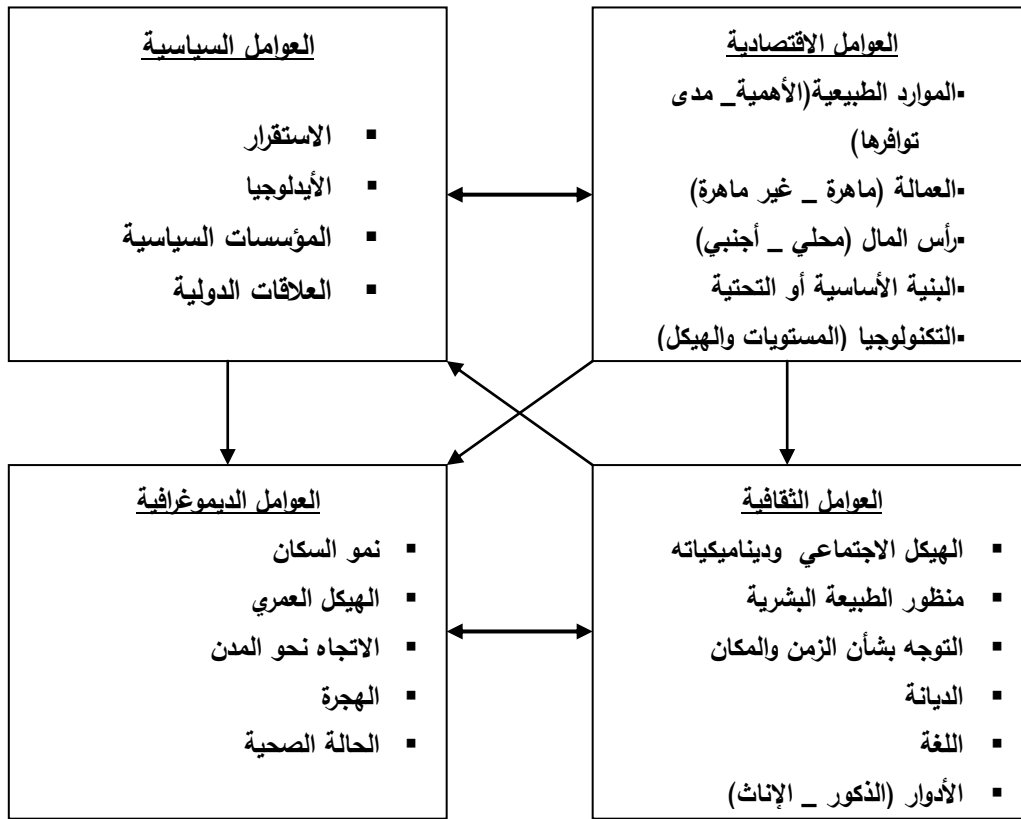 العوامل الاقتصادية
▪الموارد الطبيعية(الأهمية_ مدى
توافرها)
▪العمالة (ماهرة _ غير ماهرة)
▪رأس المال (محلي _ أجنبي)
▪البنية الأساسية أو التحتية
▪التكنولوجيا (المستويات والهيكل)
العوامل السياسية
▪ الاستقرار
▪ الأيدلوجيا
▪ المؤسسات السياسية
▪ العلاقات الدولية
العوامل الثقافية
▪ الهيكل الاجتماعي وديناميكياته
▪ منظور الطبيعة البشرية
▪ التوجه بشأن الزمن والمكان
▪ الديانة
▪ اللغة
▪ الأدوار (الذكور _ الإناث)
العوامل الديموغرافية
▪ نمو السكان
▪ الهيكل العمري
▪ الاتجاه نحو المدن
▪ الهجرة
▪ الحالة الصحية